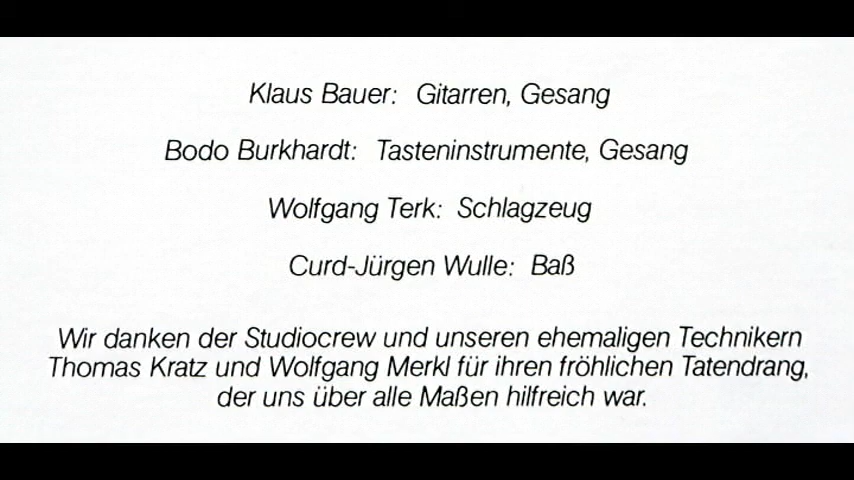 Klaus Bauer: Gitarren, Gesang
Bodo Burkhardt: Tasteninstrumente, Gesang
Wolfgang Terk: Schlagzeug
Curd-Jürgen Wulle: Baß
Wir danken der Studiocrew und unseren ehemaligen Technikern
Thomas Kratz und Wolfgang Merkl für ihren fröhlichen Tatendrang,
der uns über alle Maßen hilfreich war.